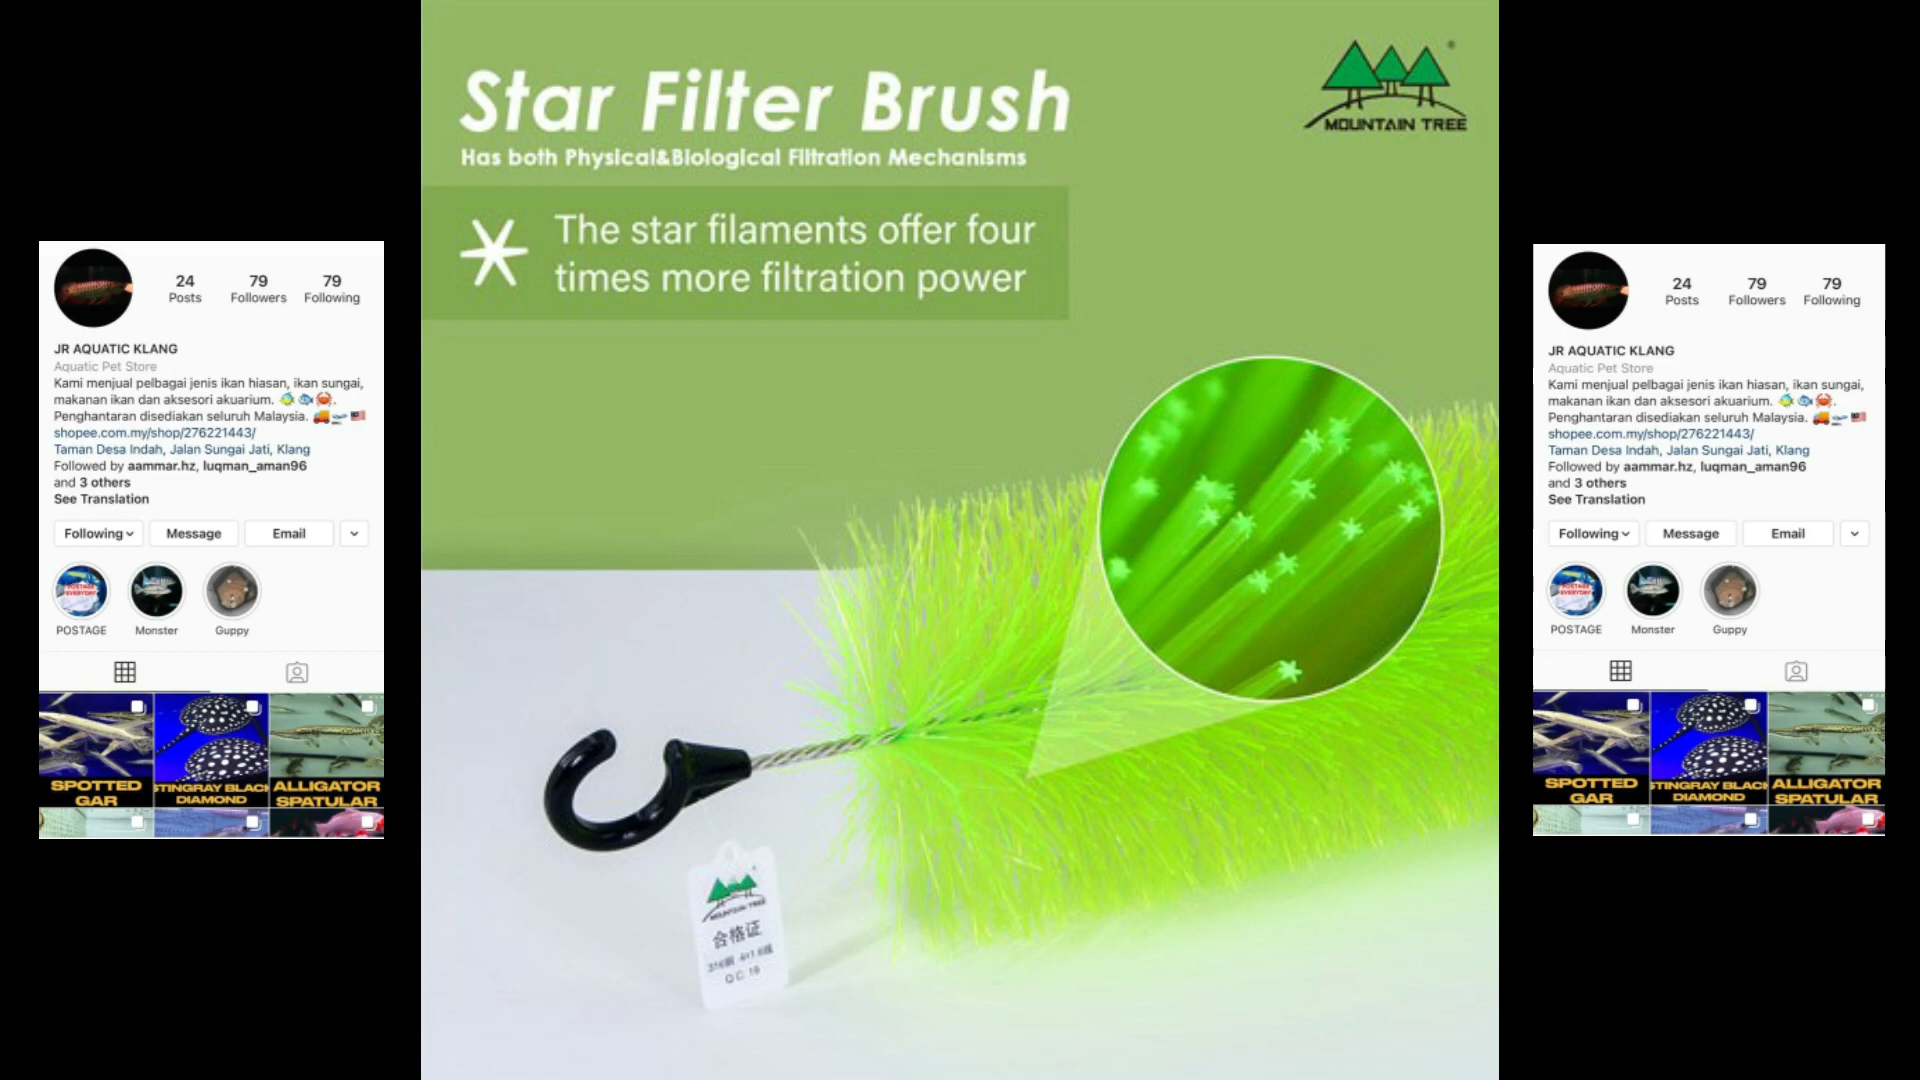 Star Filter Brush
Has both Physical&Biological Filtration Mechanisms
The star filaments offer four
times more filtration power
®
MOUNTAIN TREE
MOUNTAIN TREE
合格证
QC 19
24 79 79
Posts Followers Following
JR AQUATIC KLANG
Aquatic Pet Store
Kami menjual pelbagai jenis ikan hiasan, ikan sungai,
makanan ikan dan aksesori akuarium. 🐠 🐟 🦀.
Penghantaran disediakan seluruh Malaysia. 🚚 🛫 🇲🇾
shopee.com.my/shop/276221443/
Taman Desa Indah, Jalan Sungai Jati, Klang
Followed by aammar.hz, luqman_aman96
and 3 others
See Translation
Following Message Email
POSTAGE EVERYDAY
POSTAGE Monster Guppy
SPOTTED GAR
STINGRAY BLACK DIAMOND
ALLIGATOR SPATULAR
24 79 79
Posts Followers Following
JR AQUATIC KLANG
Aquatic Pet Store
Kami menjual pelbagai jenis ikan hiasan, ikan sungai,
makanan ikan dan aksesori akuarium. 🐠 🐟 🦀.
Penghantaran disediakan seluruh Malaysia. 🚚 🛫 🇲🇾
shopee.com.my/shop/276221443/
Taman Desa Indah, Jalan Sungai Jati, Klang
Followed by aammar.hz, luqman_aman96
and 3 others
See Translation
Following Message Email
POSTAGE EVERYDAY
POSTAGE Monster Guppy
SPOTTED GAR
STINGRAY BLACK DIAMOND
ALLIGATOR SPATULAR